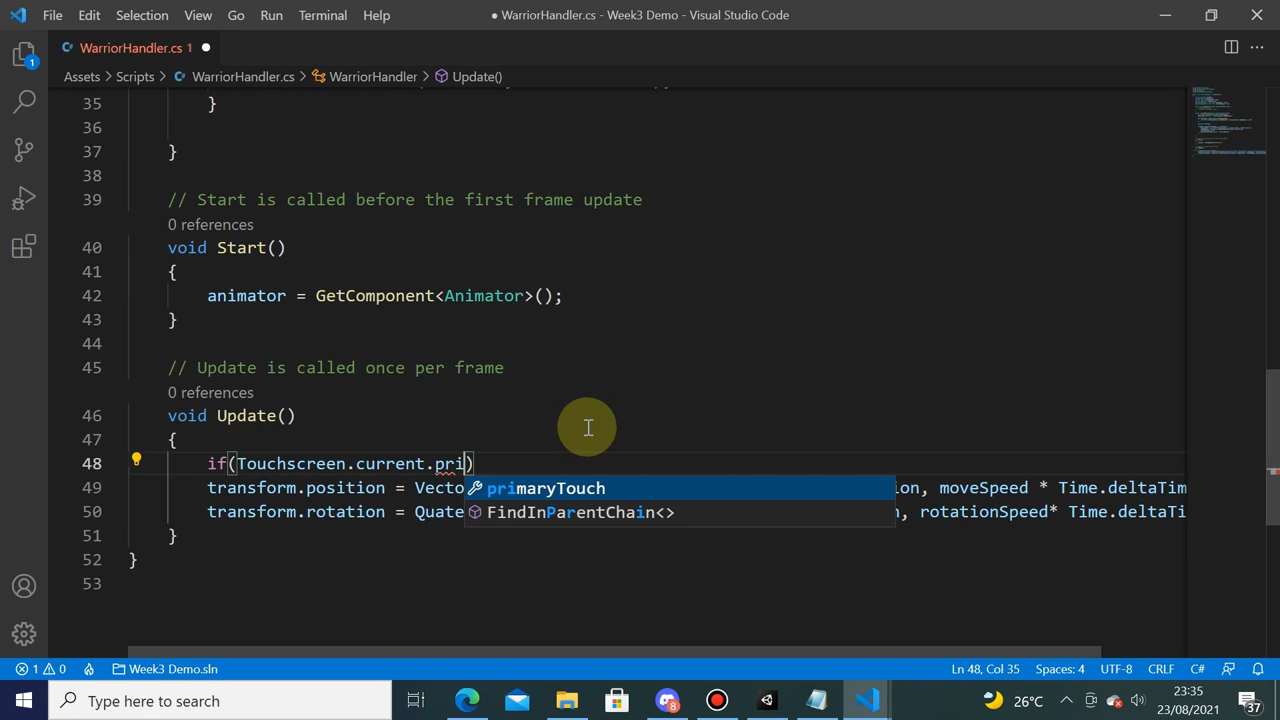 File Edit Selection View Go Run Terminal Help
● WarriorHandler.cs - Week3 Demo - Visual Studio Code
WarriorHandler.cs 1
Assets > Scripts > WarriorHandler.cs > WarriorHandler > Update()
35 }
36
37 }
38
39 // Start is called before the first frame update
0 references
40 void Start()
41 {
42 animator = GetComponent<Animator>();
43 }
44
45 // Update is called once per frame
0 references
46 void Update()
47 {
48 if(Touchscreen.current.pri)
49 transform.position = Vecto on, moveSpeed * Time.deltaTime
primaryTouch
50 transform.rotation = Quate , rotationSpeed* Time.deltaTi
FindInParentChain<>
51 }
52 }
53
1
1 0 Week3 Demo.sln Ln 48, Col 35 Spaces: 4 UTF-8 CRLF C#
Type here to search
8
26°C
23:35
23/08/2021
37